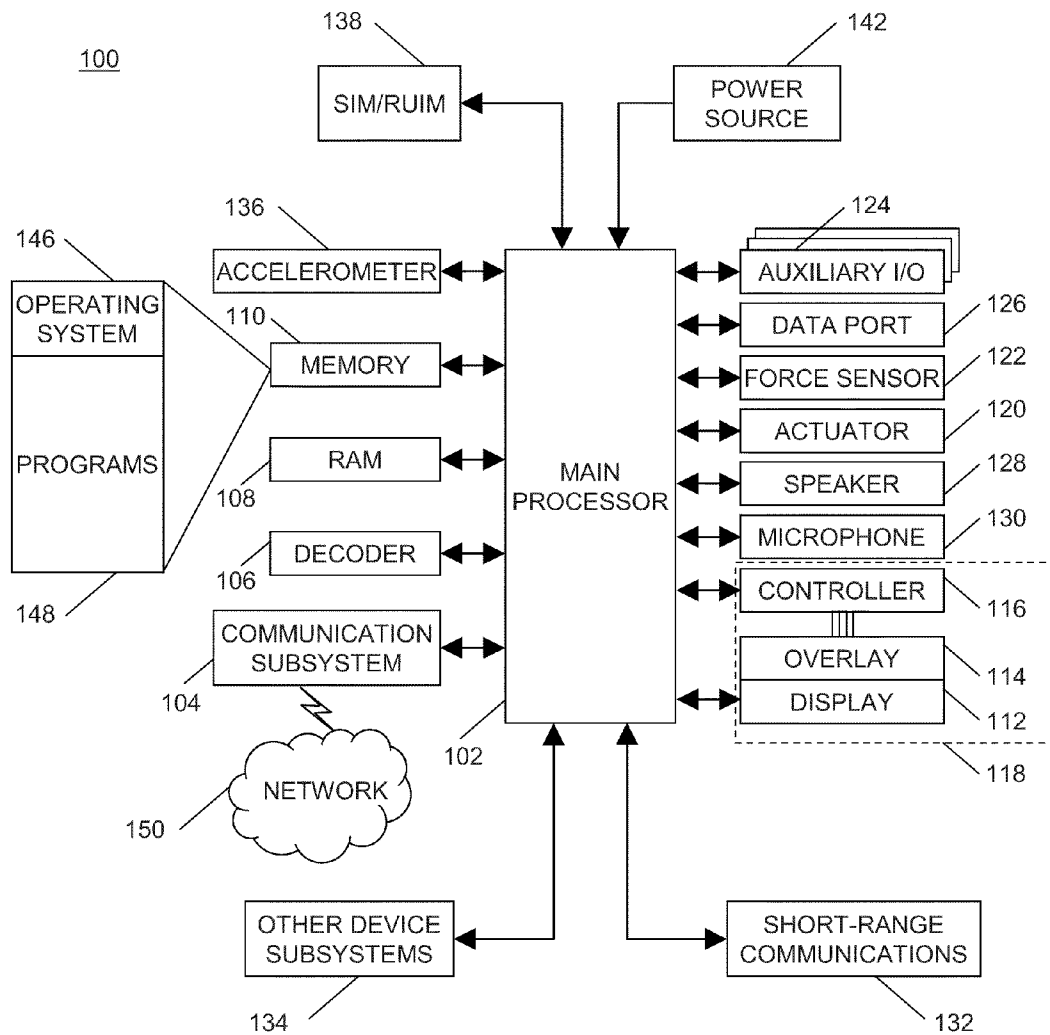 100
138
142
SIM/RUIM
POWER
SOURCE
136
124
146
ACCELEROMETER
AUXILIARY I/O
OPERATING
SYSTEM
110
DATA PORT
126
MEMORY
FORCE SENSOR
122
ACTUATOR
120
PROGRAMS
RAM
108
MAIN
PROCESSOR
SPEAKER
128
MICROPHONE
130
DECODER
106
148
CONTROLLER
116
COMMUNICATION
SUBSYSTEM
104
OVERLAY
114
DISPLAY
112
102
118
NETWORK
150
OTHER DEVICE
SUBSYSTEMS
134
SHORT-RANGE
COMMUNICATIONS
132